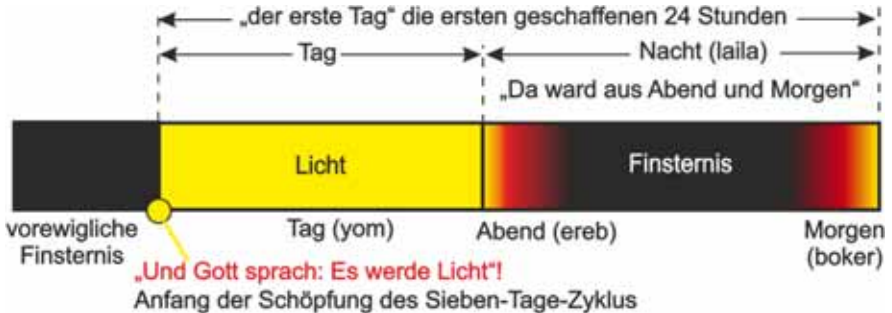 „der erste Tag“ die ersten geschaffenen 24 Stunden
Tag
Nacht (laila)
„Da ward aus Abend und Morgen“
Licht
Finsternis
vorewigliche
Finsternis
Tag (yom)
Abend (ereb)
Morgen
(boker)
„Und Gott sprach: Es werde Licht“!
Anfang der Schöpfung des Sieben-Tage-Zyklus